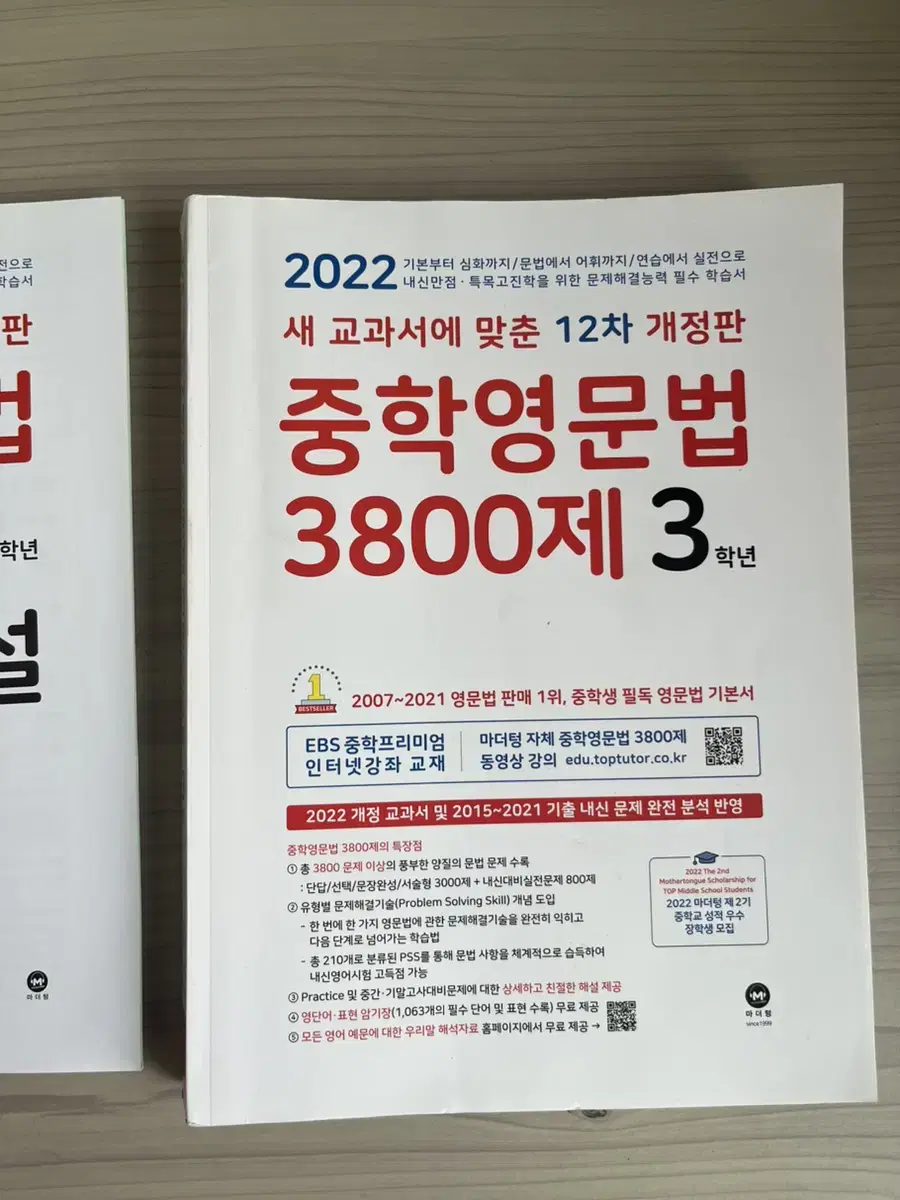 전으로
학습서
판
법
학년
설
마더텅
2022
기본부터 심화까지/문법에서 어휘까지/연습에서 실전으로
내신만점 · 특목고진학을 위한 문제해결능력 필수 학습서
새 교과서에 맞춘 12차 개정판
중학영문법
3800제 3학년
1
BESTSELLER
2007~2021 영문법 판매 1위, 중학생 필독 영문법 기본서
EBS 중학프리미엄
인터넷강좌 교재
마더텅 자체 중학영문법 3800제
동영상 강의 edu.toptutor.co.kr
2022 개정 교과서 및 2015~2021 기출 내신 문제 완전 분석 반영
중학영문법 3800제의 특장점
① 총 3800 문제 이상의 풍부한 양질의 문법 문제 수록
: 단답/선택/문장완성/서술형 3000제 + 내신대비실전문제 800제
② 유형별 문제해결기술(Problem Solving Skill) 개념 도입
- 한 번에 한 가지 영문법에 관한 문제해결기술을 완전히 익히고
다음 단계로 넘어가는 학습법
- 총 210개로 분류된 PSS를 통해 문법 사항을 체계적으로 습득하여
내신영어시험 고득점 가능
③ Practice 및 중간·기말고사대비문제에 대한 상세하고 친절한 해설 제공
④ 영단어·표현 암기장(1,063개의 필수 단어 및 표현 수록) 무료 제공
⑤ 모든 영어 예문에 대한 우리말 해석자료 홈페이지에서 무료 제공 →
2022 The 2nd
Mothertongue Scholarship for
TOP Middle School Students
2022 마더텅 제2기
중학교 성적 우수
장학생 모집
M
마더텅
since1999